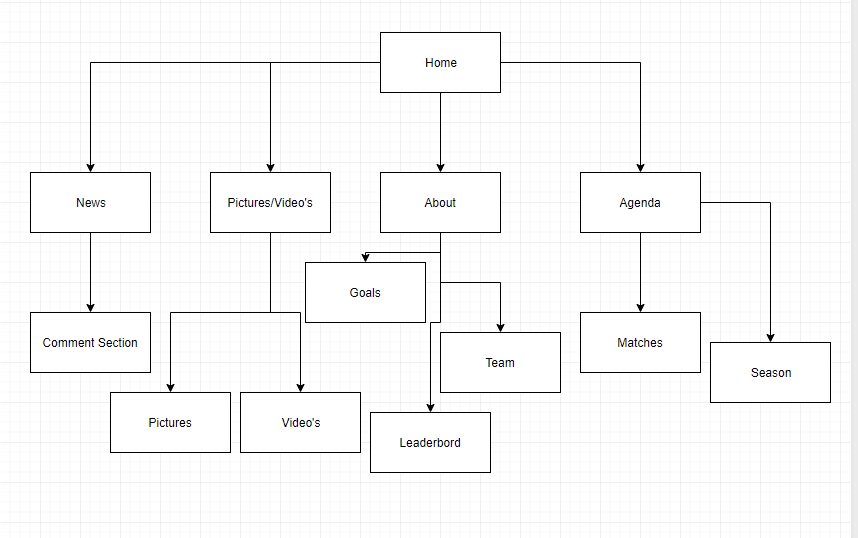 Home
News
Pictures/Video's
About
Agenda
Goals
Comment Section
Matches
Team
Season
Pictures
Video's
Leaderbord